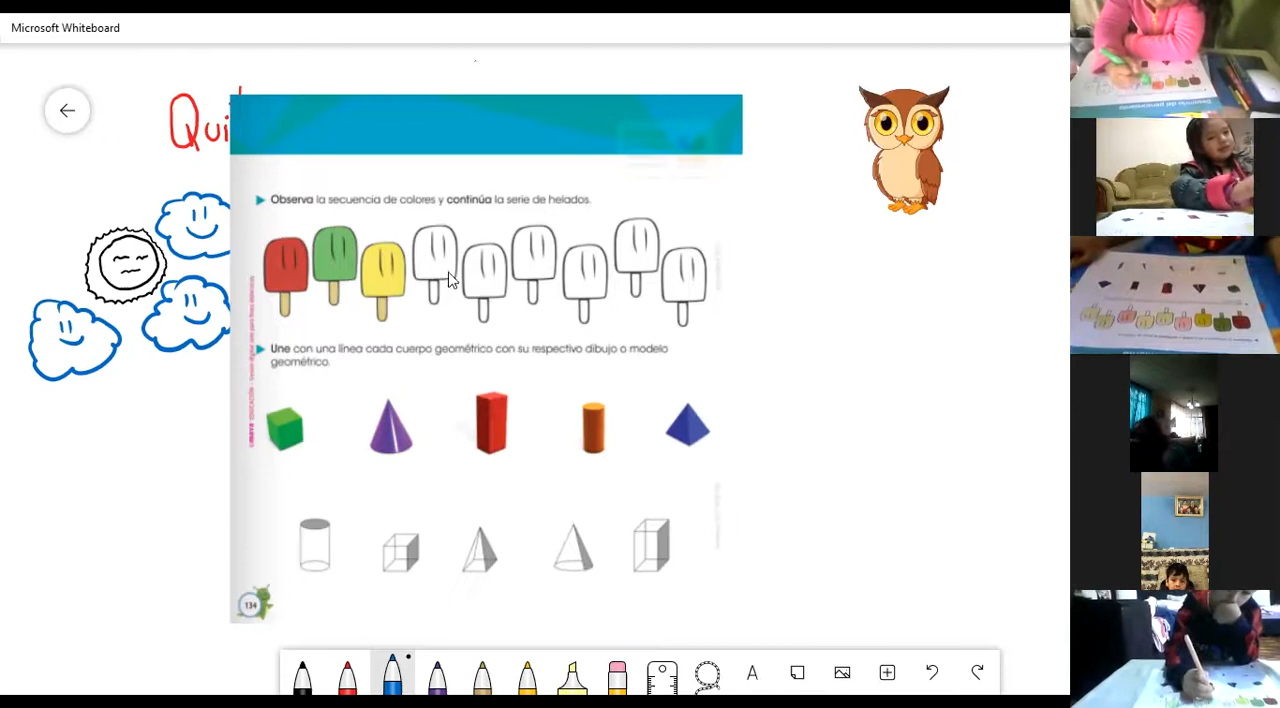 Microsoft Whiteboard
Qui
Observa la secuencia de colores y continúa la serie de helados.
Une con una línea cada cuerpo geométrico con su respectivo dibujo o modelo
geométrico.
134
A